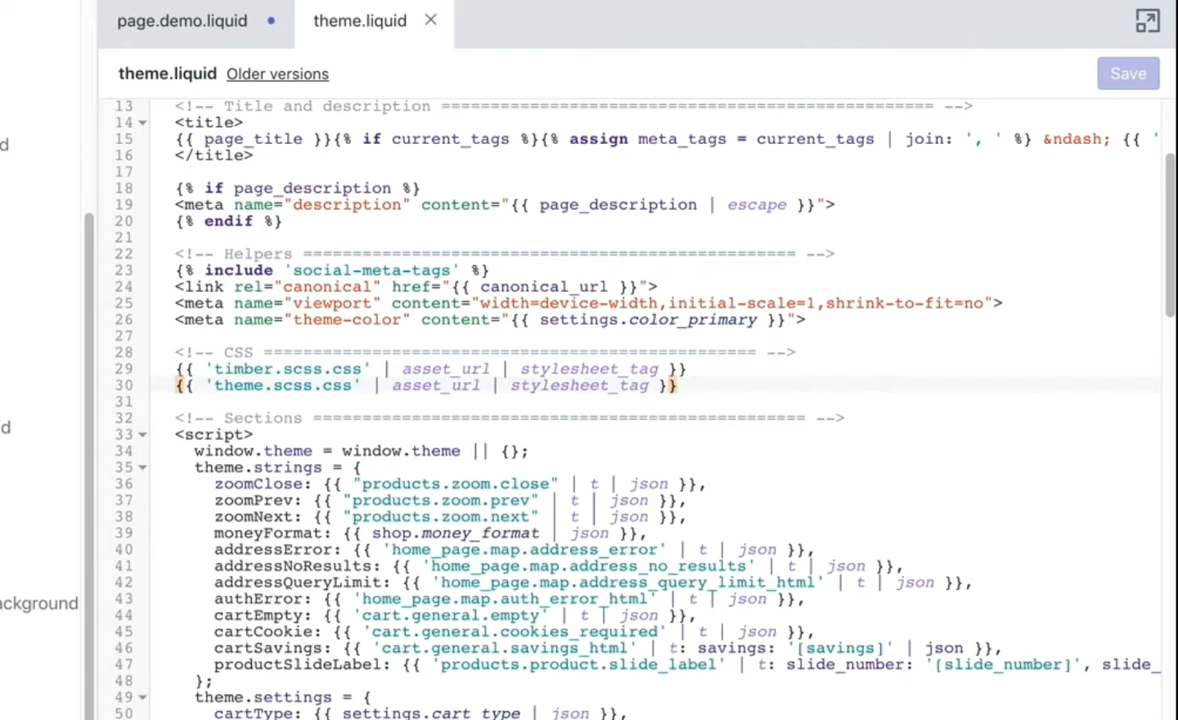 page.demo.liquid
theme.liquid
theme.liquid Older versions Save
13 <!-- Title and description ================================================== -->
14 <title>
15 {{ page_title }}{% if current_tags %}{% assign meta_tags = current_tags | join: ', ' %} &ndash; {{ '
16 </title>
17
18 {% if page_description %}
19 <meta name="description" content="{{ page_description | escape }}">
20 {% endif %}
21
22 <!-- Helpers ================================================== -->
23 {% include 'social-meta-tags' %}
24 <link rel="canonical" href="{{ canonical_url }}">
25 <meta name="viewport" content="width=device-width,initial-scale=1,shrink-to-fit=no">
26 <meta name="theme-color" content="{{ settings.color_primary }}">
27
28 <!-- CSS ================================================== -->
29 {{ 'timber.scss.css' | asset_url | stylesheet_tag }}
30 {{ 'theme.scss.css' | asset_url | stylesheet_tag }}
31
32 <!-- Sections ================================================== -->
33 <script>
34 window.theme = window.theme || {};
35 theme.strings = {
36 zoomClose: {{ "products.zoom.close" | t | json }},
37 zoomPrev: {{ "products.zoom.prev" | t | json }},
38 zoomNext: {{ "products.zoom.next" | t | json }},
39 moneyFormat: {{ shop.money_format | json }},
40 addressError: {{ 'home_page.map.address_error' | t | json }},
41 addressNoResults: {{ 'home_page.map.address_no_results' | t | json }},
42 addressQueryLimit: {{ 'home_page.map.address_query_limit_html' | t | json }},
43 authError: {{ 'home_page.map.auth_error_html' | t | json }},
44 cartEmpty: {{ 'cart.general.empty' | t | json }},
45 cartCookie: {{ 'cart.general.cookies_required' | t | json }},
46 cartSavings: {{ 'cart.general.savings_html' | t: savings: '[savings]' | json }},
47 productSlideLabel: {{ 'products.product.slide_label' | t: slide_number: '[slide_number]', slide_
48 };
49 theme.settings = {
50 cartType: {{ settings.cart_type | json }},
d
d
ackground